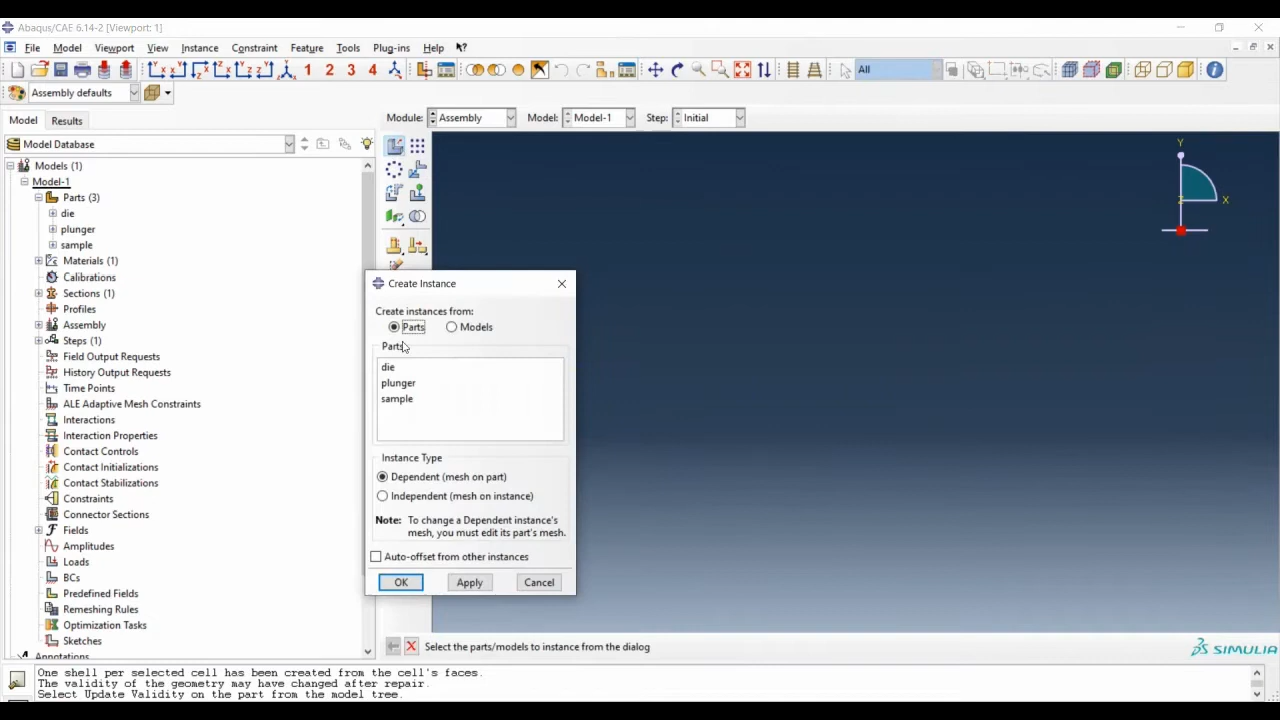 Abaqus/CAE 6.14-2 [Viewport: 1]
File Model Viewport View Instance Constraint Feature Tools Plug-ins Help
1 2 3 4 All
Assembly defaults
Model Results
Module: Assembly Model: Model-1 Step: Initial
Model Database
Models (1)
Model-1
Parts (3)
die
plunger
sample
Materials (1)
Calibrations
Sections (1)
Profiles
Assembly
Steps (1)
Field Output Requests
History Output Requests
Time Points
ALE Adaptive Mesh Constraints
Interactions
Interaction Properties
Contact Controls
Contact Initializations
Contact Stabilizations
Constraints
Connector Sections
Fields
Amplitudes
Loads
BCs
Predefined Fields
Remeshing Rules
Optimization Tasks
Sketches
Annotations
Create Instance
Create instances from:
Parts Models
Parts
die
plunger
sample
Instance Type
Dependent (mesh on part)
Independent (mesh on instance)
Note: To change a Dependent instance's
mesh, you must edit its part's mesh.
Auto-offset from other instances
OK Apply Cancel
Y
Z X
Select the parts/models to instance from the dialog
SIMULIA
One shell per selected cell has been created from the cell's faces.
The validity of the geometry may have changed after repair.
Select Update Validity on the part from the model tree.